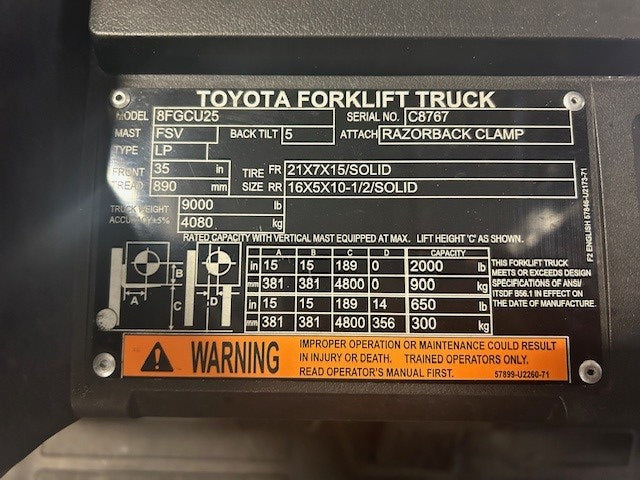 TOYOTA FORKLIFT TRUCK
MODEL 8FGCU25 SERIAL NO. C8767
MAST FSV BACK TILT 5 ATTACH RAZORBACK CLAMP
TYPE LP
FRONT 35 in TIRE FR 21X7X15/SOLID
TREAD 890 mm SIZE RR 16X5X10-1/2/SOLID
TRUCK WEIGHT 9000 lb
ACCURACY±5% 4080 kg
RATED CAPACITY WITH VERTICAL MAST EQUIPPED AT MAX. LIFT HEIGHT 'C' AS SHOWN.
A B C D CAPACITY
in 15 15 189 0 2000 lb
mm 381 381 4800 0 900 kg
in 15 15 189 14 650 lb
mm 381 381 4800 356 300 kg
A B C D
THIS FORKLIFT TRUCK
MEETS OR EXCEEDS DESIGN
SPECIFICATIONS OF ANSI/
ITSDF B56.1 IN EFFECT ON
THE DATE OF MANUFACTURE.
P2 ENGLISH 57846-U2173-71
WARNING
IMPROPER OPERATION OR MAINTENANCE COULD RESULT
IN INJURY OR DEATH. TRAINED OPERATORS ONLY.
READ OPERATOR'S MANUAL FIRST. 57899-U2260-71